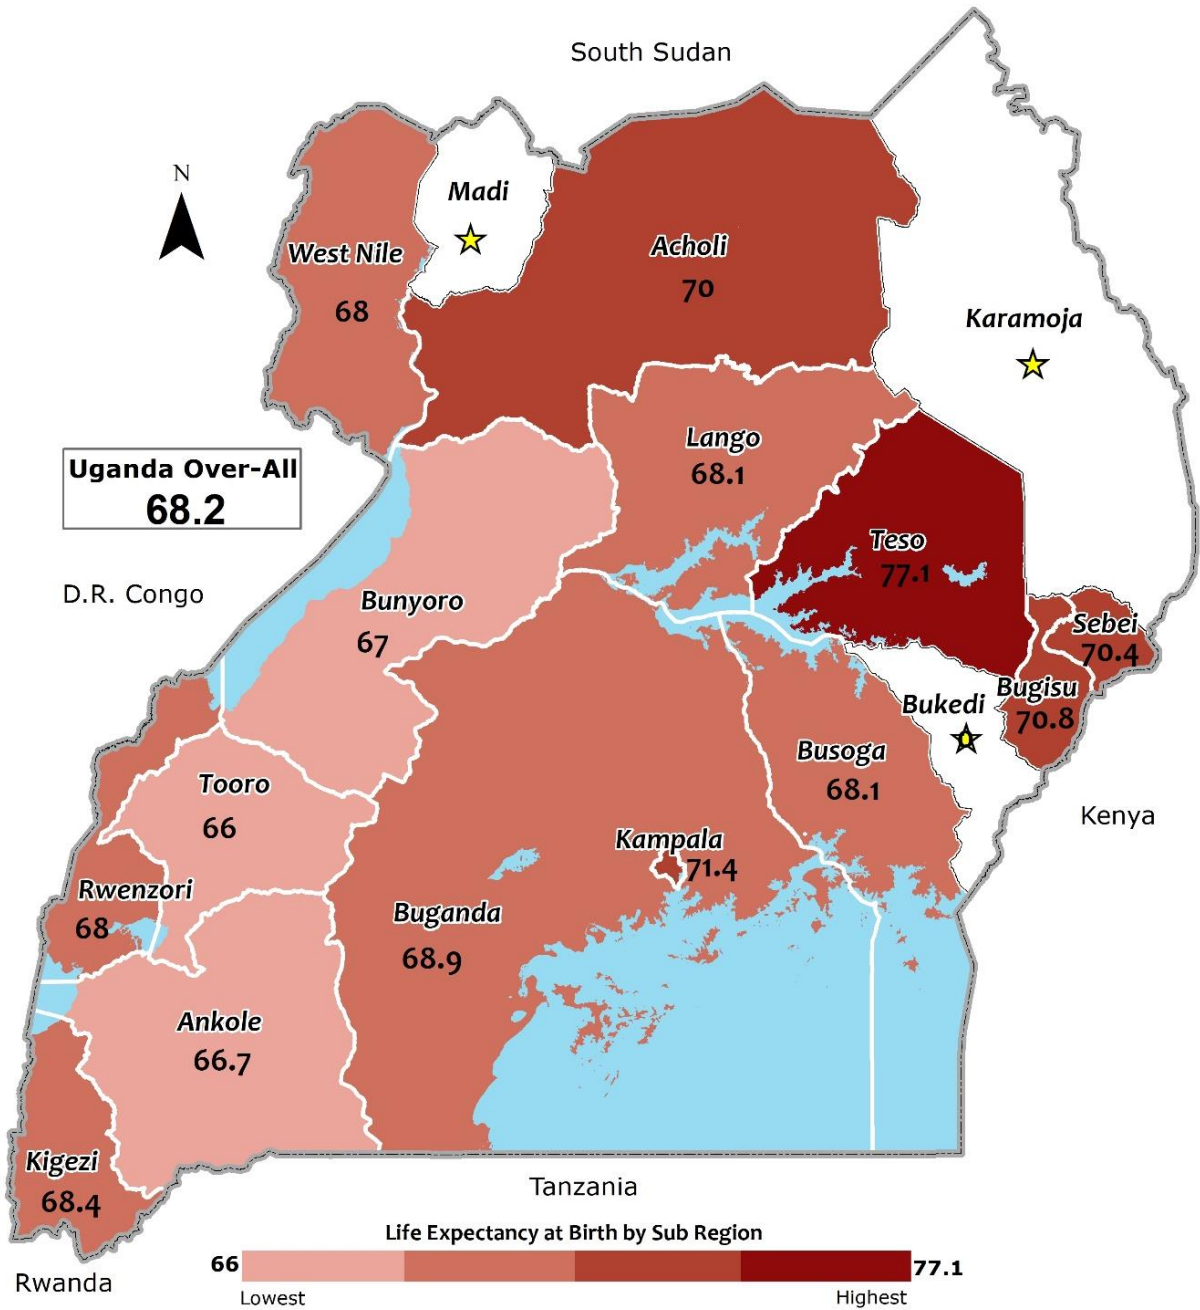 South Sudan
N
Madi
West Nile
68
Acholi
70
Karamoja
Uganda Over-All
68.2
Lango
68.1
Teso
77.1
D.R. Congo
Bunyoro
67
Sebei
70.4
Bugisu
70.8
Bukedi
Busoga
68.1
Tooro
66
Kenya
Kampala
71.4
Rwenzori
68
Buganda
68.9
Ankole
66.7
Kigezi
68.4
Tanzania
Life Expectancy at Birth by Sub Region
66
77.1
Lowest
Highest
Rwanda